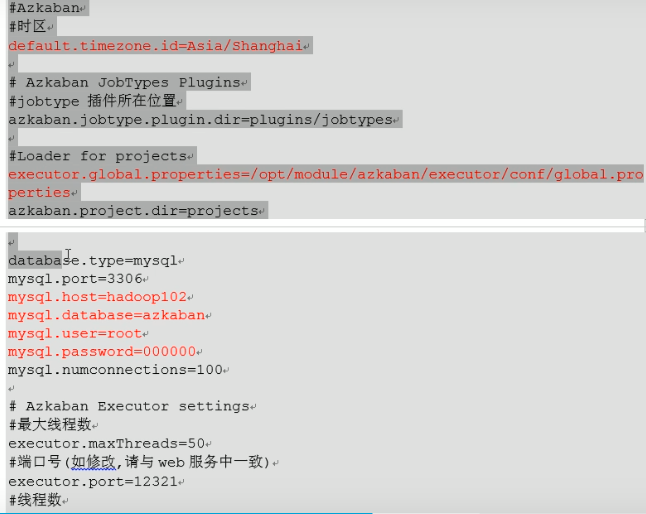 #Azkaban
#时区
default.timezone.id=Asia/Shanghai
# Azkaban JobTypes Plugins
#jobtype 插件所在位置
azkaban.jobtype.plugin.dir=plugins/jobtypes
#Loader for projects
executor.global.properties=/opt/module/azkaban/executor/conf/global.pro
perties
azkaban.project.dir=projects
database.type=mysql
mysql.port=3306
mysql.host=hadoop102
mysql.database=azkaban
mysql.user=root
mysql.password=000000
mysql.numconnections=100
# Azkaban Executor settings
#最大线程数
executor.maxThreads=50
#端口号(如修改,请与 web 服务中一致)
executor.port=12321
#线程数